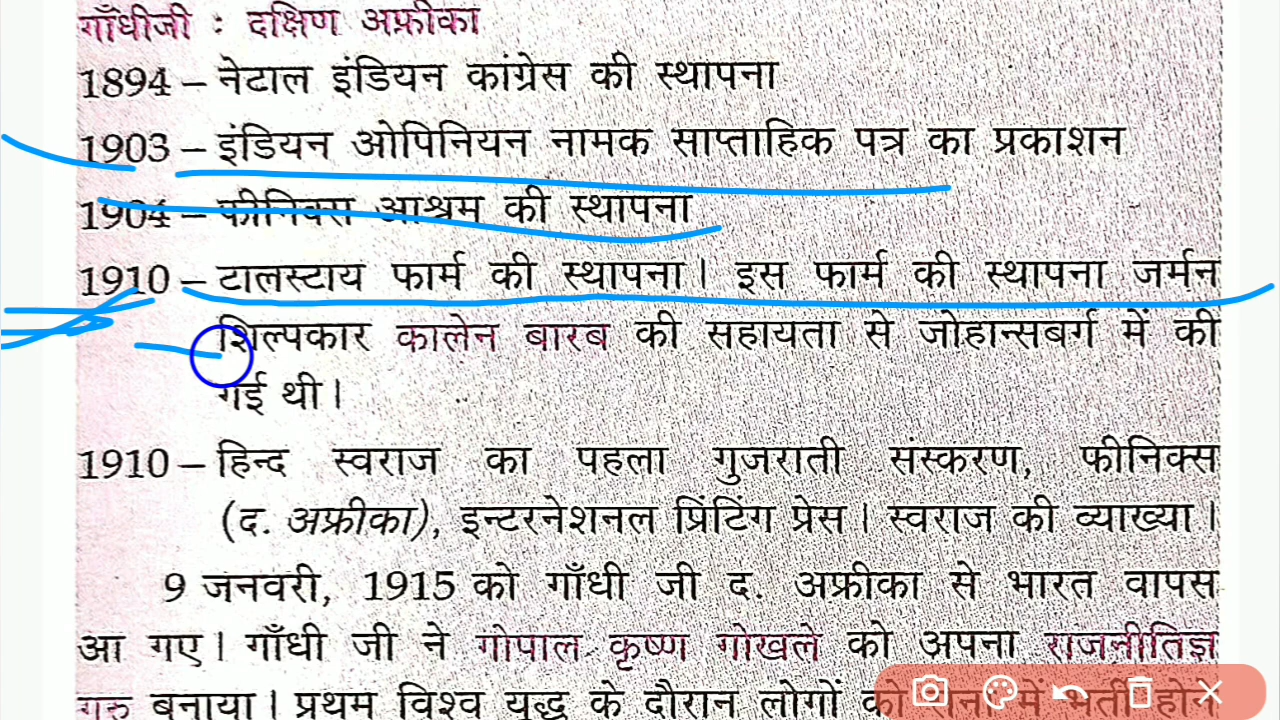 गाँधीजी : दक्षिण अफ्रीका
1894 – नेटाल इंडियन कांग्रेस की स्थापना
1903 – इंडियन ओपिनियन नामक साप्ताहिक पत्र का प्रकाशन
1904 – फीनिक्स आश्रम की स्थापना
1910 – टालस्टाय फार्म की स्थापना। इस फार्म की स्थापना जर्मन
शिल्पकार कालेन बारब की सहायता से जोहान्सबर्ग में की
गई थी।
1910 – हिन्द स्वराज का पहला गुजराती संस्करण, फीनिक्स
(द. अफ्रीका), इन्टरनेशनल प्रिंटिंग प्रेस। स्वराज की व्याख्या।
9 जनवरी, 1915 को गाँधी जी द. अफ्रीका से भारत वापस
आ गए। गाँधी जी ने गोपाल कृष्ण गोखले को अपना राजनीतिज्ञ
गुरु बनाया। प्रथम विश्व युद्ध के दौरान लोगों को सेना में भर्ती होने